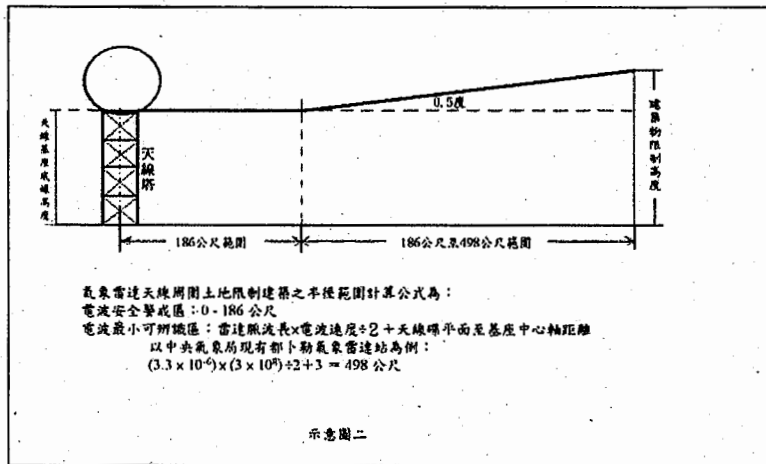 0.5度
天線基座底緣高度
天線塔
建築物限制高度
186公尺範圍
186公尺至498公尺範圍
氣象雷達天線周圍土地限制建築之半徑範圍計算公式為：
電波安全警戒區：0 - 186 公尺
電波最小可辨識區：雷達脈波長×電波速度÷2 + 天線碟平面至基座中心軸距離
以中央氣象局現有都卜勒氣象雷達站為例：
(3.3 × 10⁻⁶) × (3 × 10⁸) ÷2 + 3 = 498 公尺
示意圖二